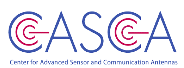 CASCA
Center for Advanced Sensor and Communication Antennas